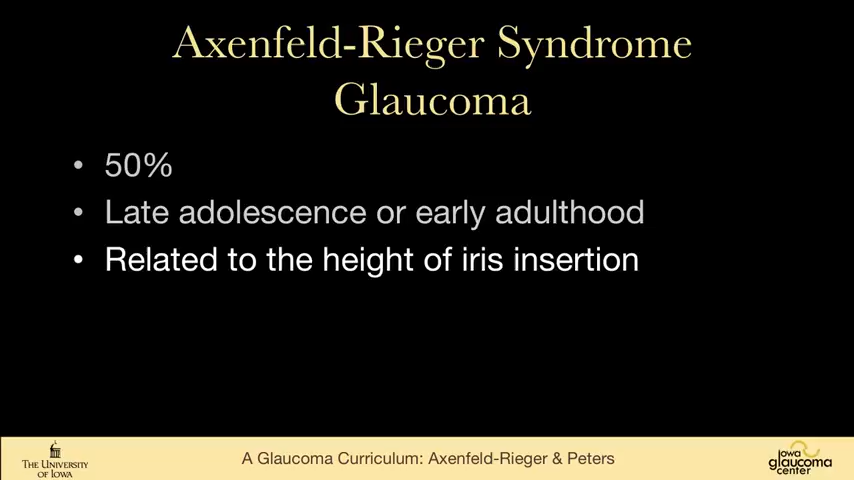 Axenfeld-Rieger Syndrome
Glaucoma
• 50%
• Late adolescence or early adulthood
• Related to the height of iris insertion
THE UNIVERSITY
OF IOWA
A Glaucoma Curriculum: Axenfeld-Rieger & Peters
iowa
glaucoma
center